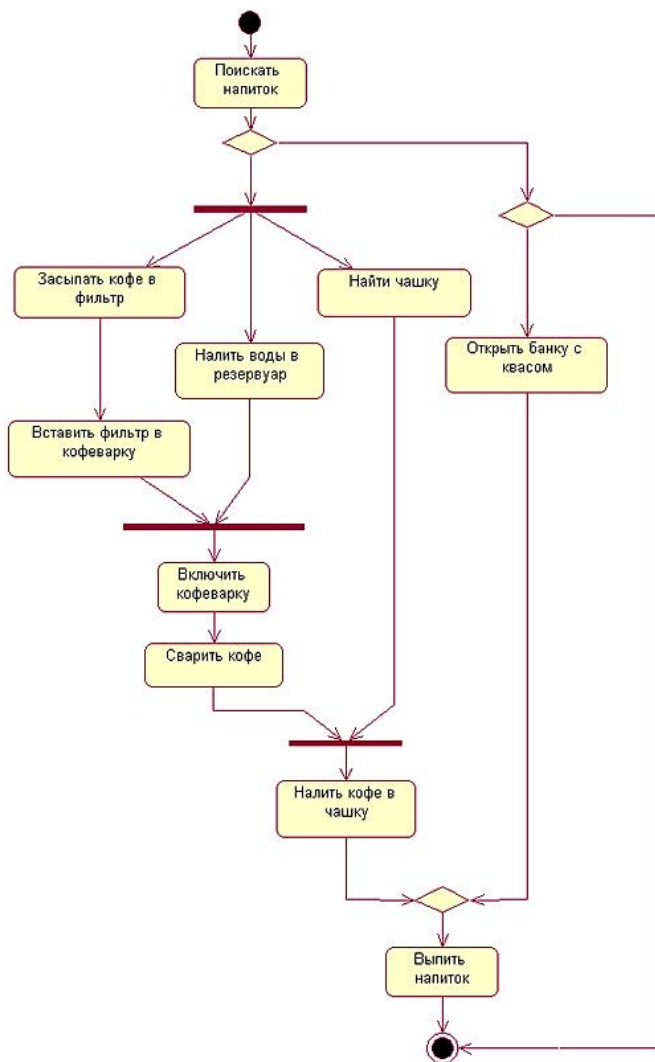 Поискать
напиток
Засыпать кофе в
фильтр
Найти чашку
Налить воды в
резервуар
Открыть банку с
квасом
Вставить фильтр в
кофеварку
Включить
кофеварку
Сварить кофе
Налить кофе в
чашку
Выпить
напиток